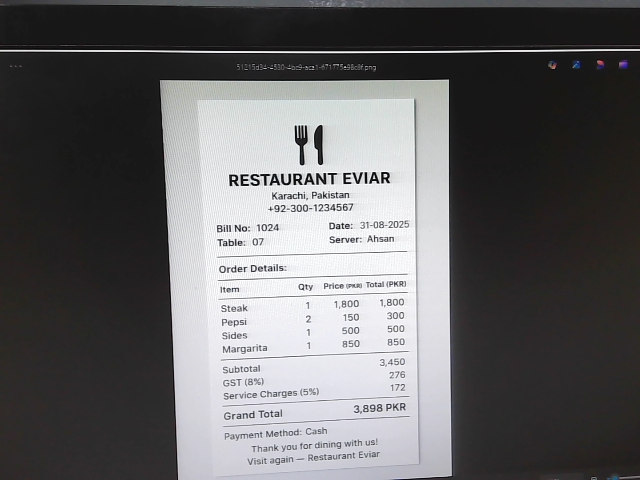 51215d34-4580-4bc9-aca1-671775e98c8f.png
RESTAURANT EVIAR
Karachi, Pakistan
+92-300-1234567
Bill No: 1024 Date: 31-08-2025
Table: 07 Server: Ahsan
Order Details:
Item Qty Price (PKR) Total (PKR)
Steak 1 1,800 1,800
Pepsi 2 150 300
Sides 1 500 500
Margarita 1 850 850
Subtotal 3,450
GST (8%) 276
Service Charges (5%) 172
Grand Total 3,898 PKR
Payment Method: Cash
Thank you for dining with us!
Visit again — Restaurant Eviar